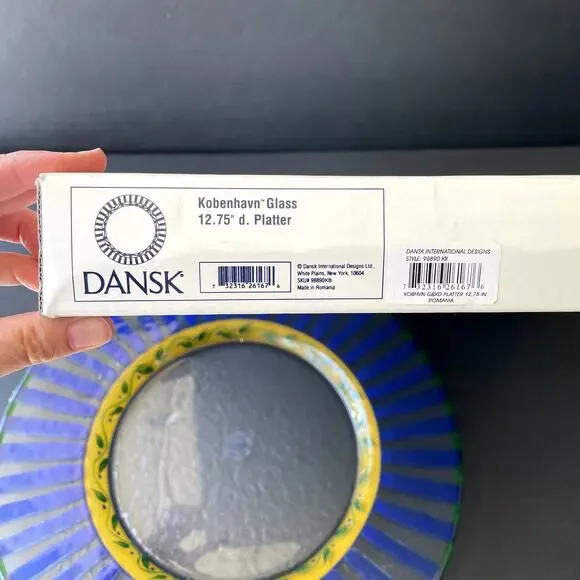 Kobenhavn™ Glass
12.75" d. Platter
DANSK®
7 32316 26167 6
© Dansk International Designs Ltd.,
White Plains, New York, 10604
SKU# 98890KB
Made in Romania
DANSK INTERNATIONAL DESIGNS
STYLE: 98890 KB
7 32316 26167 6
KOBHVN GBXD PLATTER 12.75 IN
ROMANIA